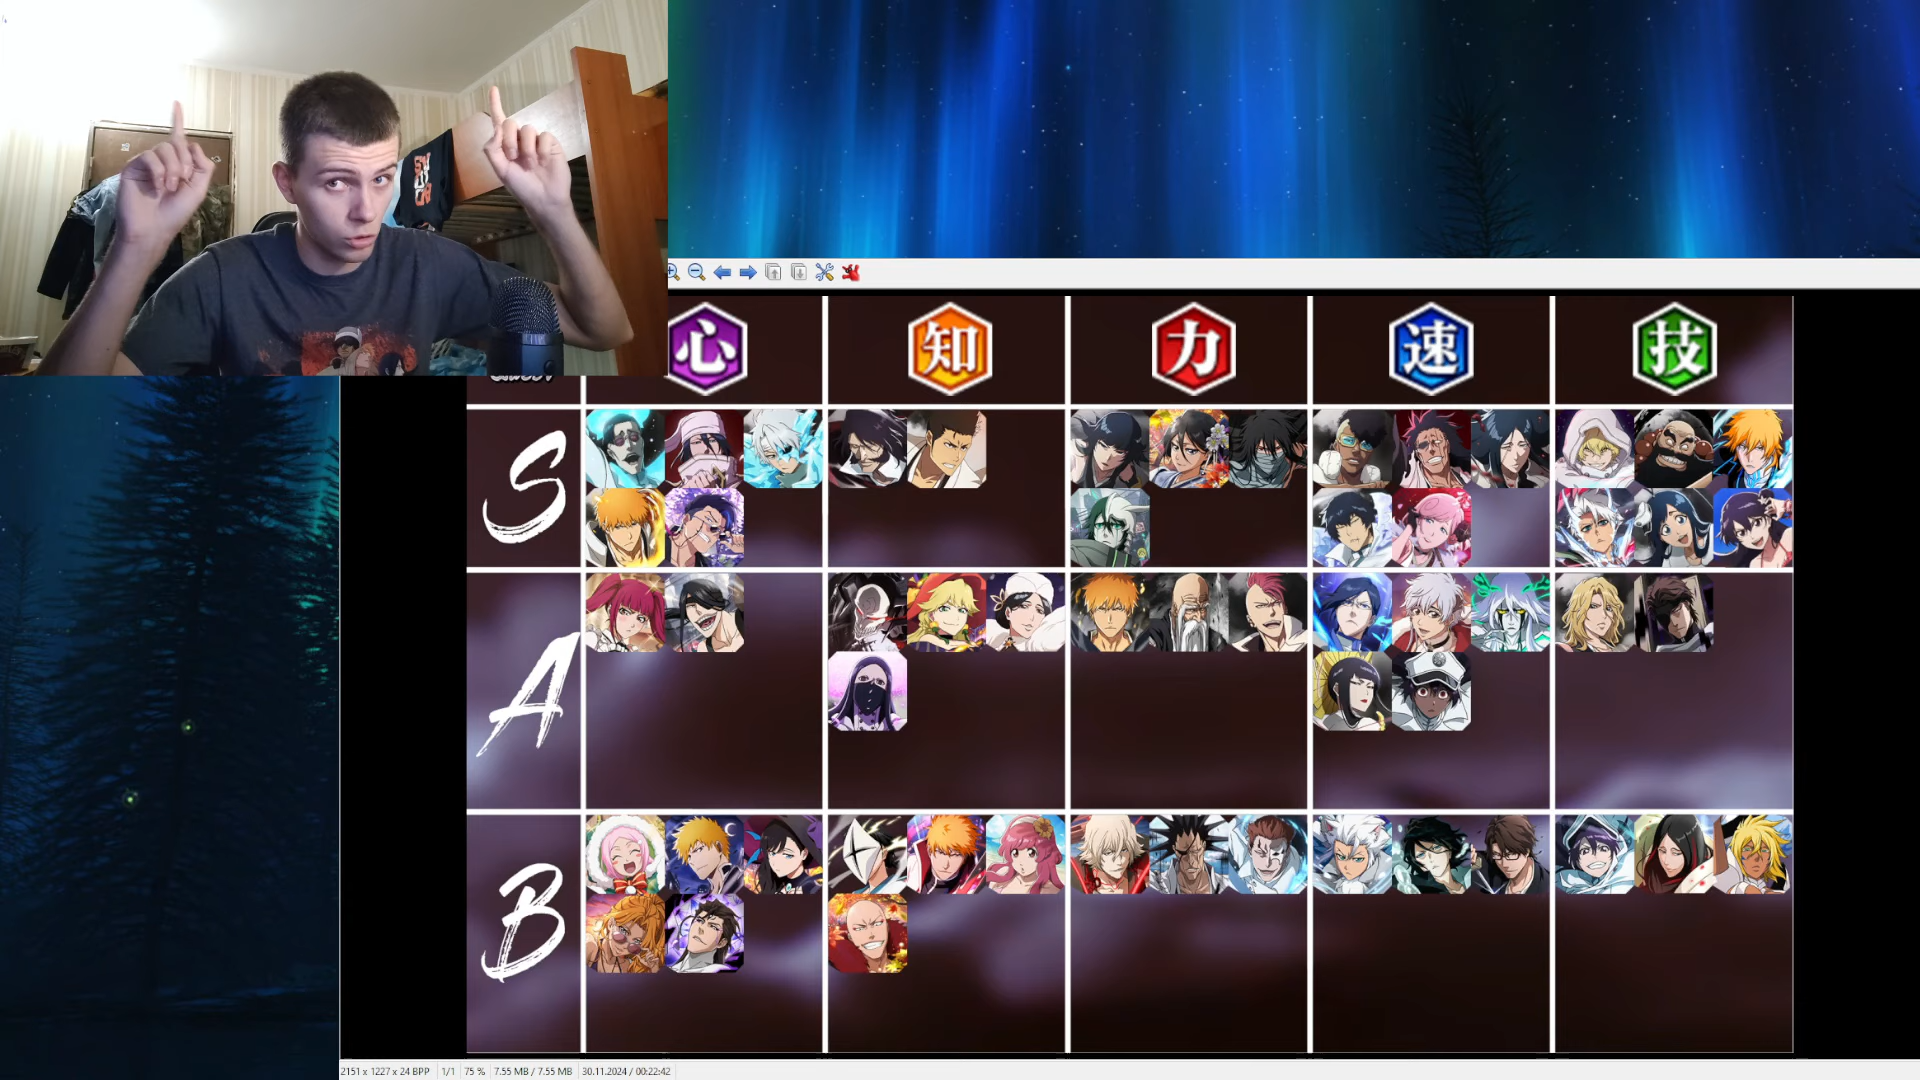 心 知 力 速 技
S
A
B
2151 x 1227 x 24 BPP 1/1 75 % 7.55 MB / 7.55 MB 30.11.2024 / 00:22:42